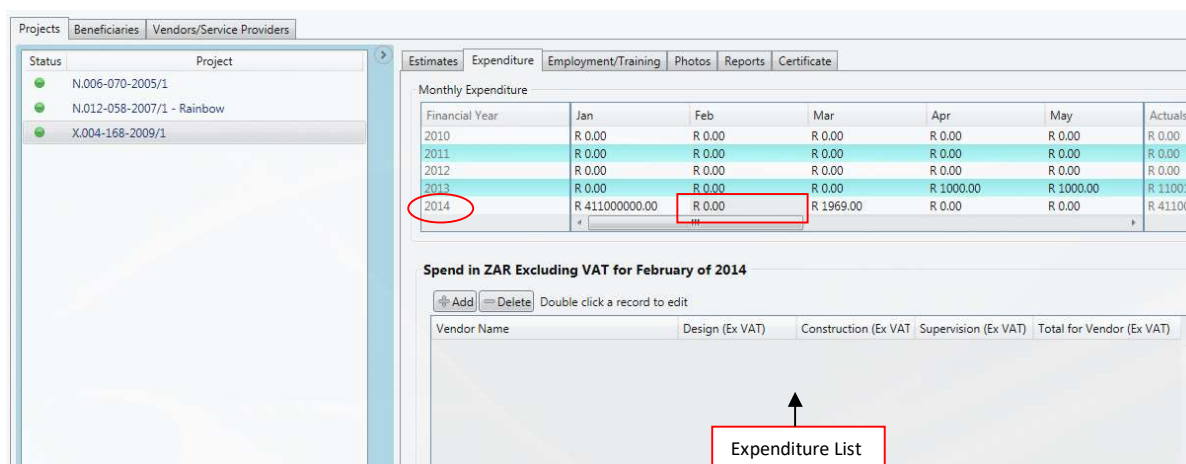 Projects Beneficiaries Vendors/Service Providers
Status Project
N.006-070-2005/1
N.012-058-2007/1 - Rainbow
X.004-168-2009/1
Estimates Expenditure Employment/Training Photos Reports Certificate
Monthly Expenditure
Financial Year Jan Feb Mar Apr May Actuals
2010 R 0.00 R 0.00 R 0.00 R 0.00 R 0.00 R 0.00
2011 R 0.00 R 0.00 R 0.00 R 0.00 R 0.00 R 0.00
2012 R 0.00 R 0.00 R 0.00 R 0.00 R 0.00 R 0.00
2013 R 0.00 R 0.00 R 0.00 R 1000.00 R 1000.00 R 1100
2014 R 411000000.00 R 0.00 R 1969.00 R 0.00 R 0.00 R 41100
Spend in ZAR Excluding VAT for February of 2014
Add Delete Double click a record to edit
Vendor Name Design (Ex VAT) Construction (Ex VAT Supervision (Ex VAT) Total for Vendor (Ex VAT)
Expenditure List